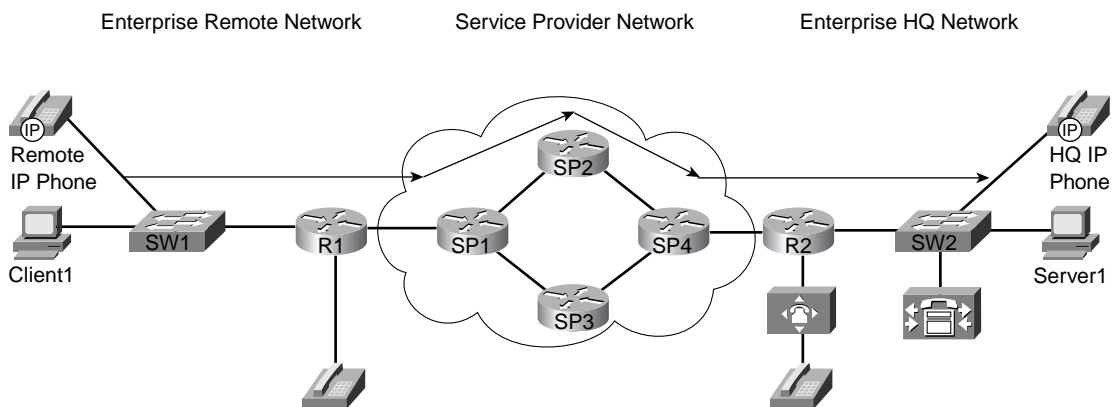 Enterprise Remote Network
Service Provider Network
Enterprise HQ Network
IP
Remote
IP Phone
IP
HQ IP
Phone
SP2
Client1
SW1
R1
SP1
SP4
R2
SW2
Server1
SP3